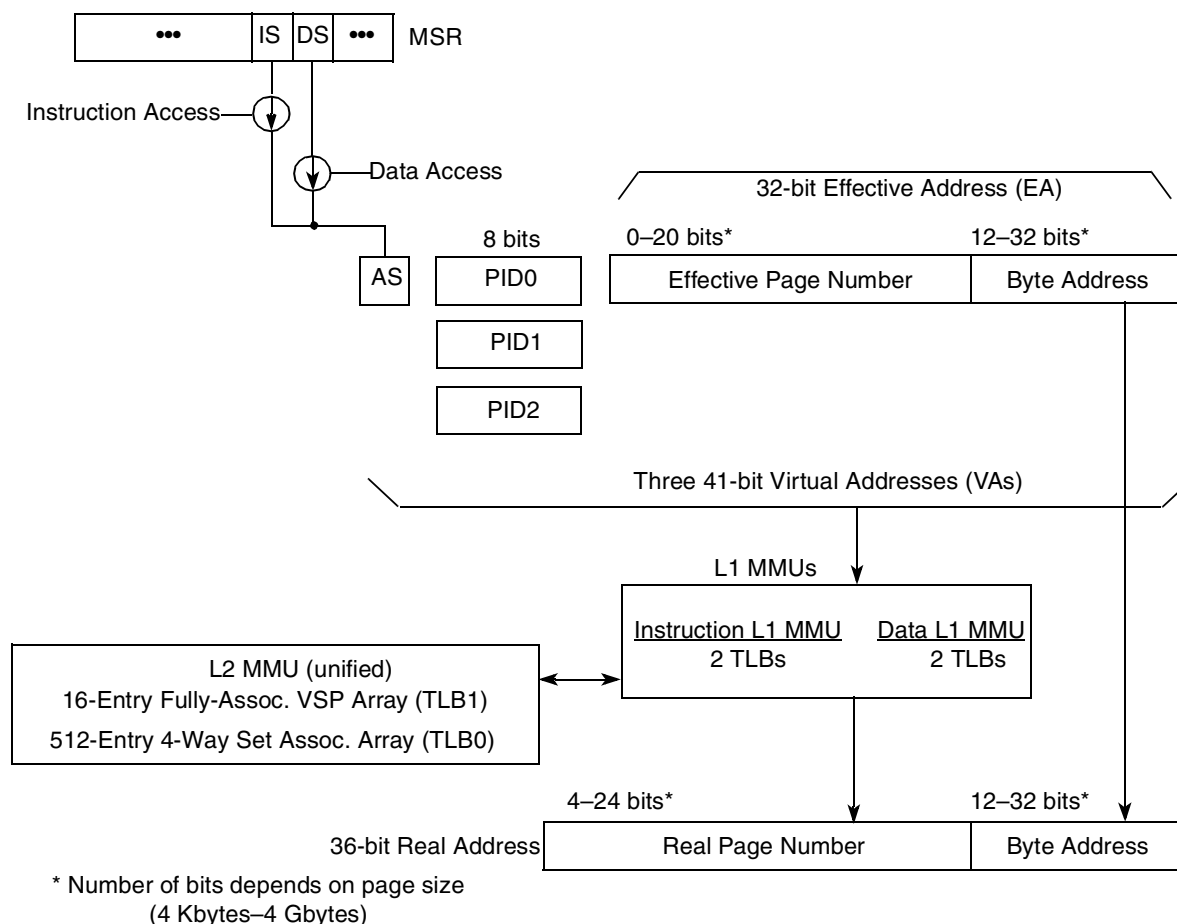 ••• IS DS ••• MSR
Instruction Access
Data Access
32-bit Effective Address (EA)
8 bits 0–20 bits* 12–32 bits*
AS PID0 Effective Page Number Byte Address
PID1
PID2
Three 41-bit Virtual Addresses (VAs)
L1 MMUs
Instruction L1 MMU Data L1 MMU
2 TLBs 2 TLBs
L2 MMU (unified)
16-Entry Fully-Assoc. VSP Array (TLB1)
512-Entry 4-Way Set Assoc. Array (TLB0)
4–24 bits* 12–32 bits*
36-bit Real Address Real Page Number Byte Address
* Number of bits depends on page size
(4 Kbytes–4 Gbytes)